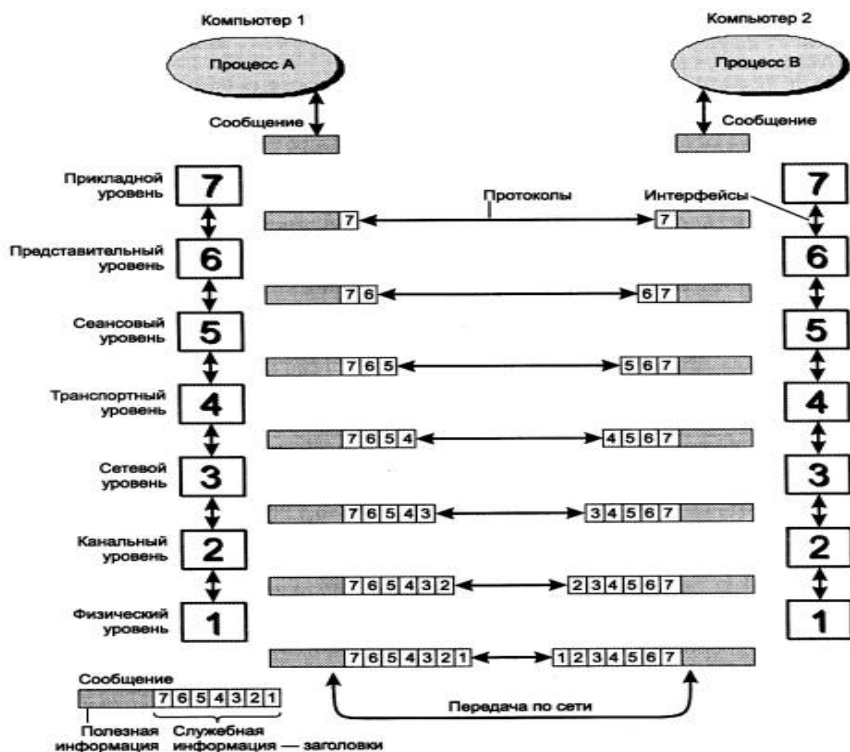 Компьютер 1
Компьютер 2
Процесс А
Процесс В
Сообщение
Сообщение
Прикладной
уровень
7
Протоколы
Интерфейсы
7
7
7
Представительный
уровень
6
6
7 6
6 7
Сеансовый
уровень
5
5
7 6 5
5 6 7
Транспортный
уровень
4
4
7 6 5 4
4 5 6 7
Сетевой
уровень
3
3
7 6 5 4 3
3 4 5 6 7
Канальный
уровень
2
2
7 6 5 4 3 2
2 3 4 5 6 7
Физический
уровень
1
1
7 6 5 4 3 2 1
1 2 3 4 5 6 7
Сообщение
7 6 5 4 3 2 1
Передача по сети
Полезная
информация
Служебная
информация — заголовки